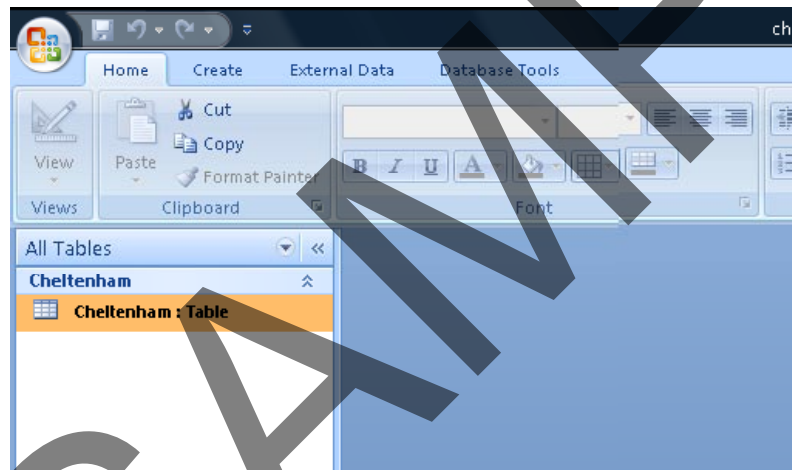 ch
Home Create External Data Database Tools
Cut
Copy
View Paste Format Painter B I U A
Views Clipboard Font
All Tables
Cheltenham
Cheltenham : Table
SAMP